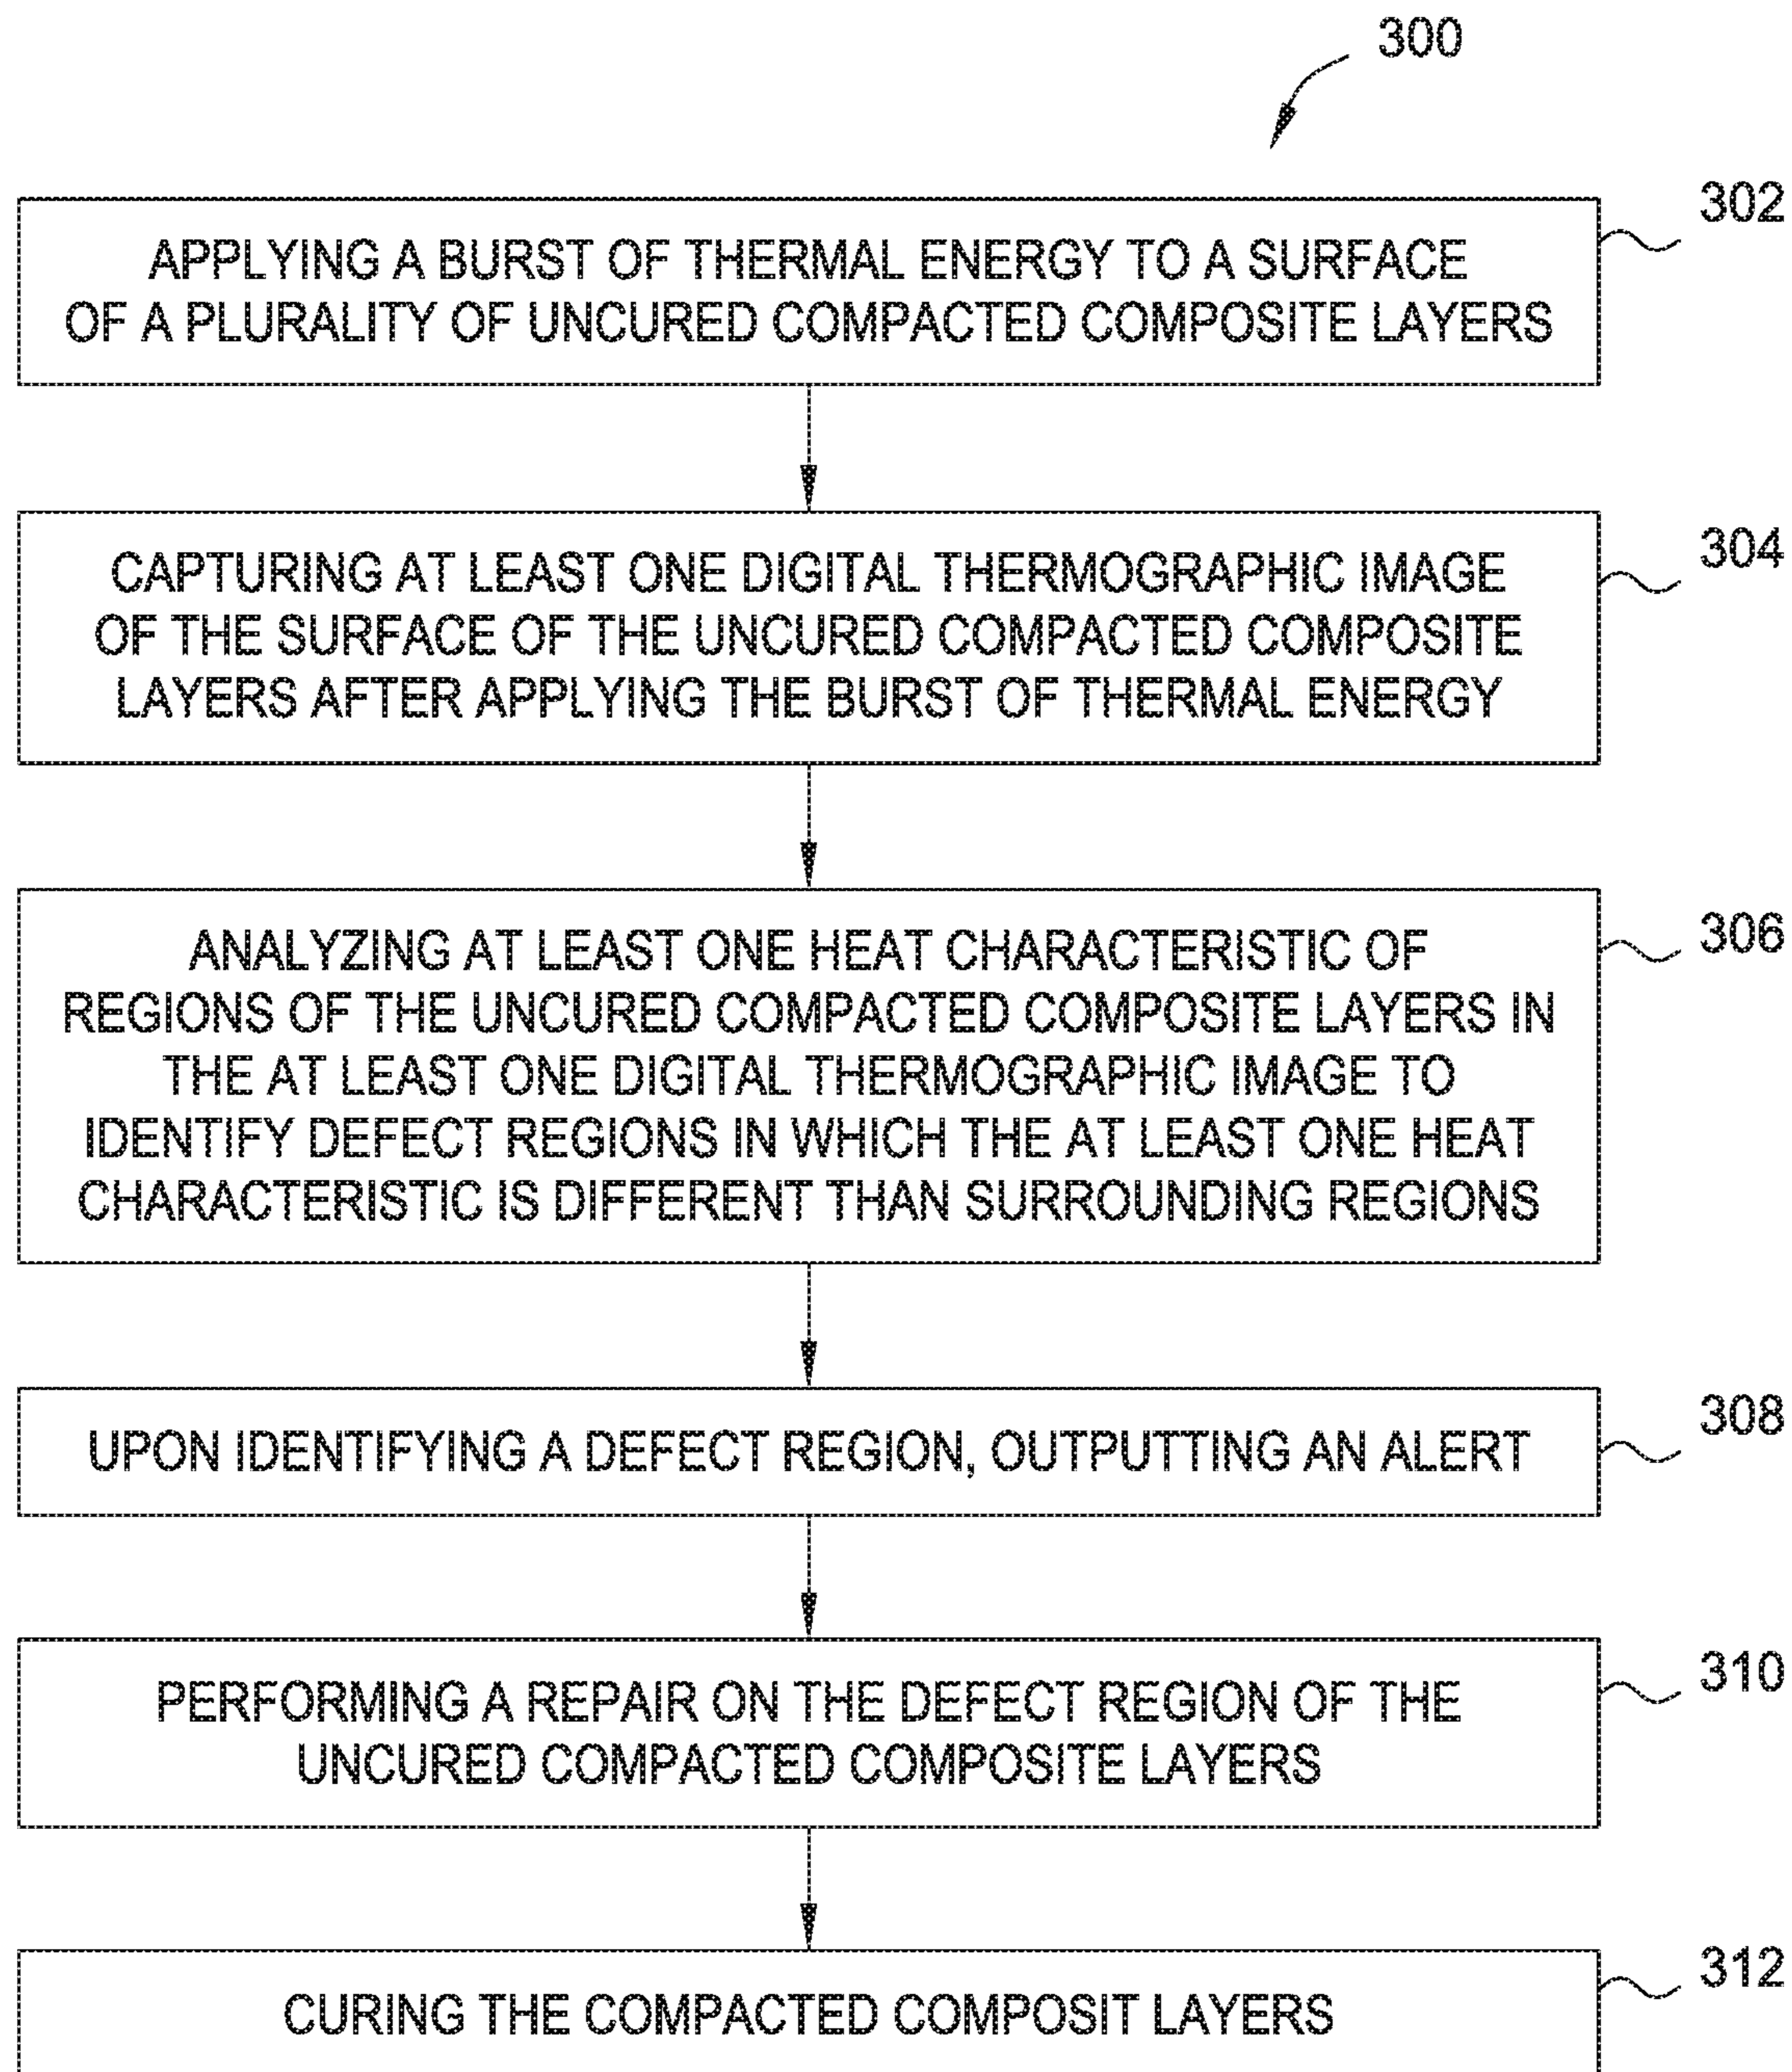 300
302
APPLYING A BURST OF THERMAL ENERGY TO A SURFACE
OF A PLURALITY OF UNCURED COMPACTED COMPOSITE LAYERS
304
CAPTURING AT LEAST ONE DIGITAL THERMOGRAPHIC IMAGE
OF THE SURFACE OF THE UNCURED COMPACTED COMPOSITE
LAYERS AFTER APPLYING THE BURST OF THERMAL ENERGY
306
ANALYZING AT LEAST ONE HEAT CHARACTERISTIC OF
REGIONS OF THE UNCURED COMPACTED COMPOSITE LAYERS IN
THE AT LEAST ONE DIGITAL THERMOGRAPHIC IMAGE TO
IDENTIFY DEFECT REGIONS IN WHICH THE AT LEAST ONE HEAT
CHARACTERISTIC IS DIFFERENT THAN SURROUNDING REGIONS
308
UPON IDENTIFYING A DEFECT REGION, OUTPUTTING AN ALERT
310
PERFORMING A REPAIR ON THE DEFECT REGION OF THE
UNCURED COMPACTED COMPOSITE LAYERS
312
CURING THE COMPACTED COMPOSIT LAYERS